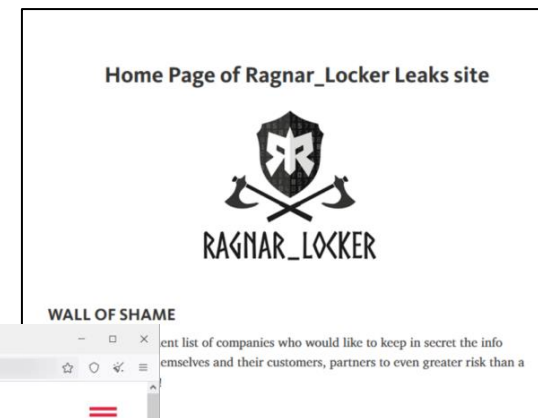 Home Page of Ragnar_Locker Leaks site
RAGNAR_LOCKER
WALL OF SHAME
list of companies who would like to keep in secret the info
and their customers, partners to even greater risk than a